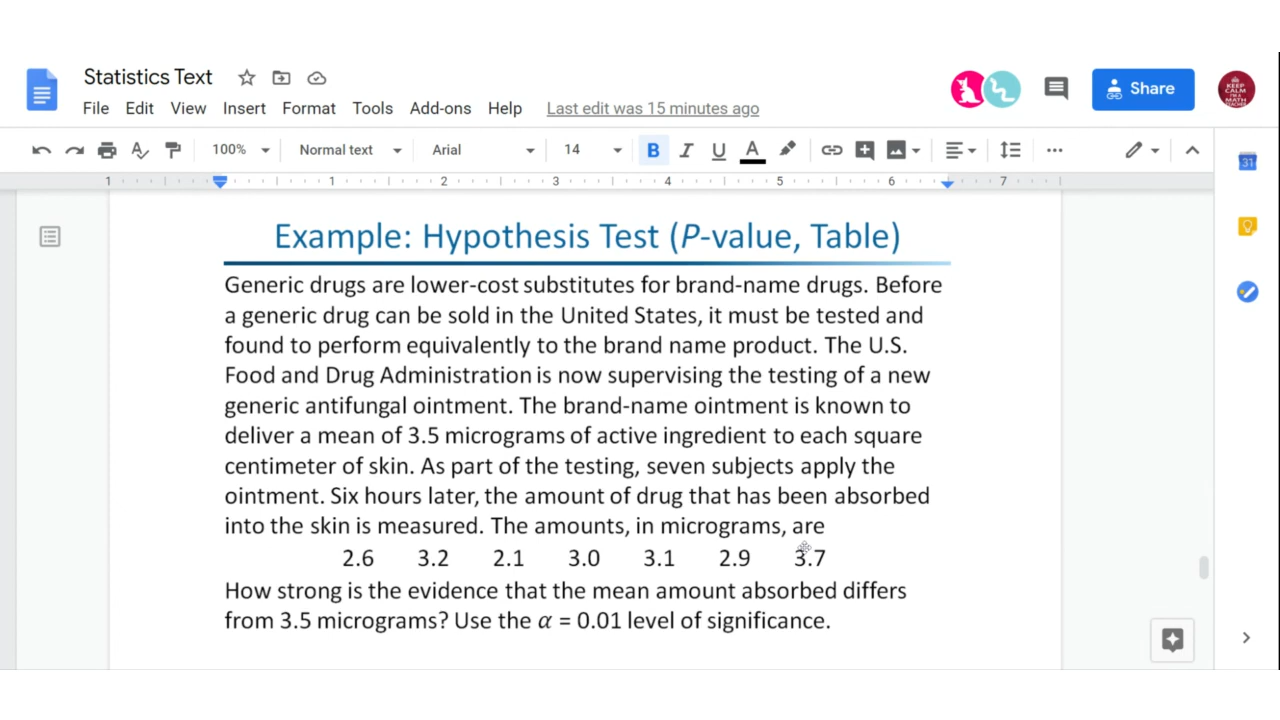 Statistics Text
File Edit View Insert Format Tools Add-ons Help Last edit was 15 minutes ago
KEEP
CALM
I'M A
MATH
TEACHER
Share
100% Normal text Arial 14 B I U A
1 1 2 3 4 5 6 7
31
Example: Hypothesis Test (P-value, Table)
Generic drugs are lower-cost substitutes for brand-name drugs. Before
a generic drug can be sold in the United States, it must be tested and
found to perform equivalently to the brand name product. The U.S.
Food and Drug Administration is now supervising the testing of a new
generic antifungal ointment. The brand-name ointment is known to
deliver a mean of 3.5 micrograms of active ingredient to each square
centimeter of skin. As part of the testing, seven subjects apply the
ointment. Six hours later, the amount of drug that has been absorbed
into the skin is measured. The amounts, in micrograms, are
2.6 3.2 2.1 3.0 3.1 2.9 3.7
How strong is the evidence that the mean amount absorbed differs
from 3.5 micrograms? Use the α = 0.01 level of significance.